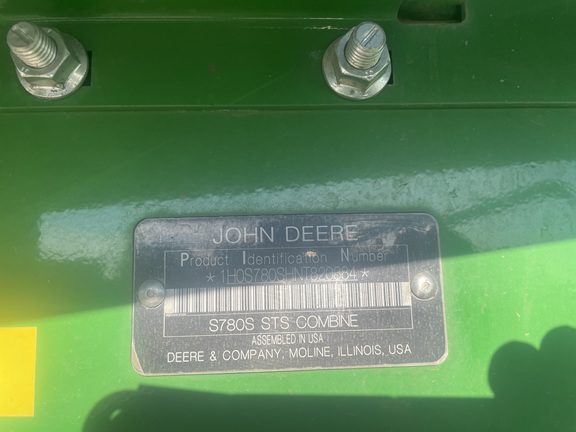 JOHN DEERE
Product Identification Number
S780S STS COMBINE
ASSEMBLED IN USA
DEERE & COMPANY, MOLINE, ILLINOIS, USA